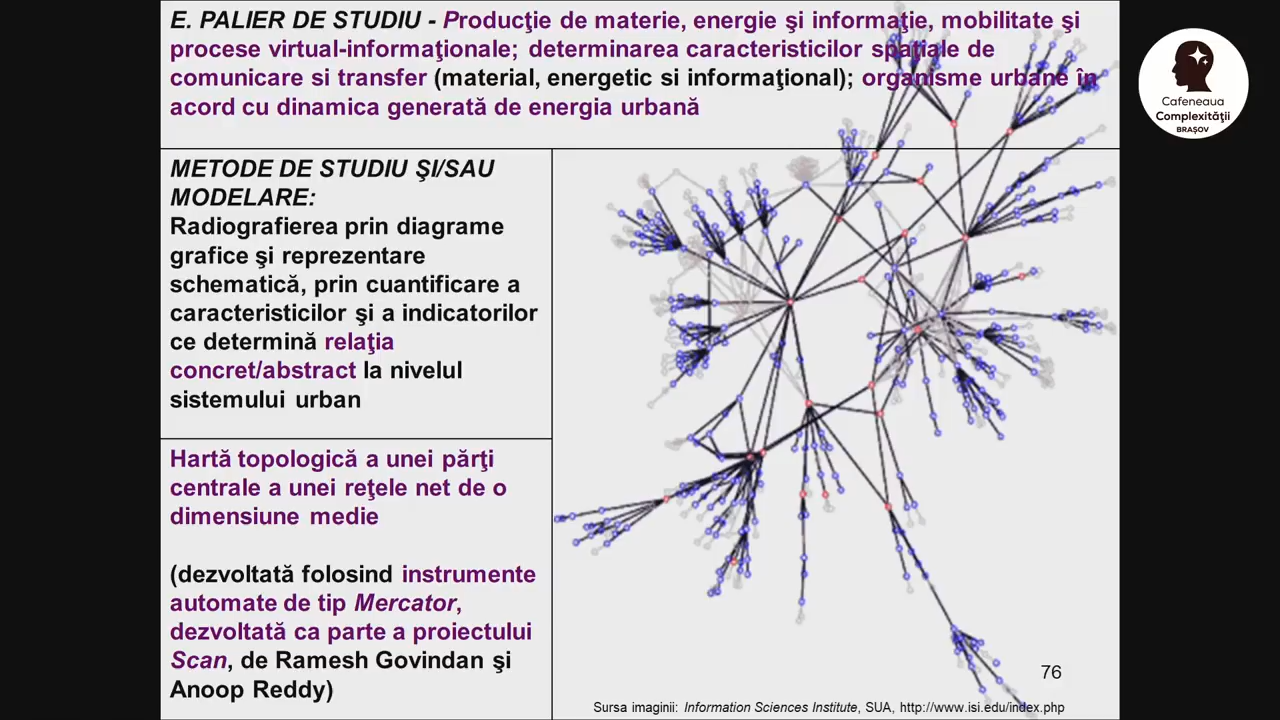 E. PALIER DE STUDIU - Producţie de materie, energie şi informaţie, mobilitate şi
procese virtual-informaţionale; determinarea caracteristicilor spaţiale de
comunicare si transfer (material, energetic si informaţional); organisme urbane în
acord cu dinamica generată de energia urbană
METODE DE STUDIU ŞI/SAU
MODELARE:
Radiografierea prin diagrame
grafice şi reprezentare
schematică, prin cuantificare a
caracteristicilor şi a indicatorilor
ce determină relaţia
concret/abstract la nivelul
sistemului urban
Hartă topologică a unei părţi
centrale a unei reţele net de o
dimensiune medie
(dezvoltată folosind instrumente
automate de tip Mercator,
dezvoltată ca parte a proiectului
Scan, de Ramesh Govindan şi
Anoop Reddy)
76
Sursa imaginii: Information Sciences Institute, SUA, http://www.isi.edu/index.php
Cafeneaua
Complexităţii
BRAŞOV